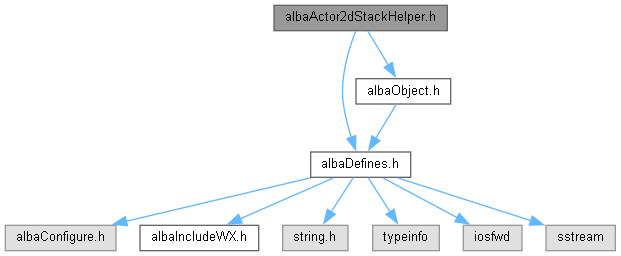 albaActor2dStackHelper.h
albaObject.h
albaDefines.h
albaConfigure.h
albaIncludeWX.h
string.h
typeinfo
iosfwd
sstream